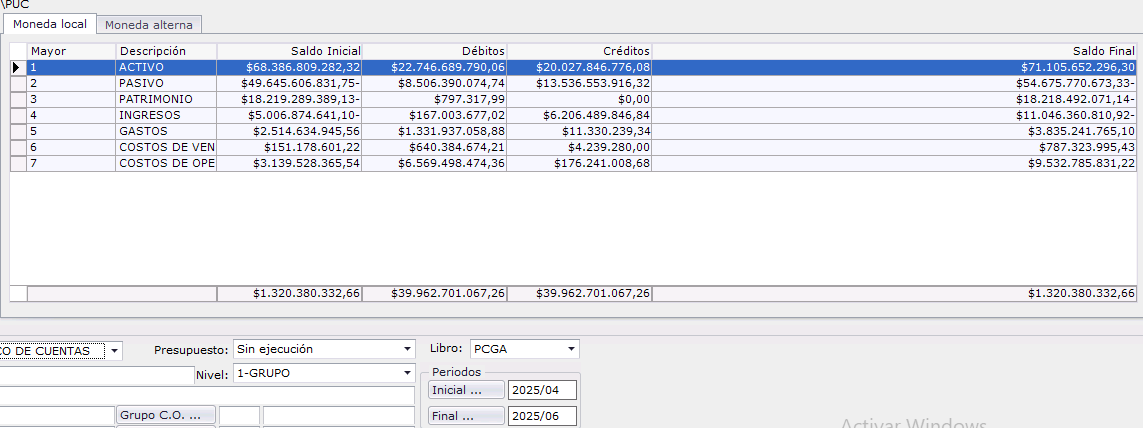 \PUC
Moneda local Moneda alterna
Mayor Descripción Saldo Inicial Débitos Créditos Saldo Final
1 ACTIVO $68.386.809.282,32 $22.746.689.790,06 $20.027.846.776,08 $71.105.652.296,30
2 PASIVO $49.645.606.831,75- $8.506.390.074,74 $13.536.553.916,32 $54.675.770.673,33-
3 PATRIMONIO $18.219.289.389,13- $797.317,99 $0,00 $18.218.492.071,14-
4 INGRESOS $5.006.874.641,10- $167.003.677,02 $6.206.489.846,84 $11.046.360.810,92-
5 GASTOS $2.514.634.945,56 $1.331.937.058,88 $11.330.239,34 $3.835.241.765,10
6 COSTOS DE VEN $151.178.601,22 $640.384.674,21 $4.239.280,00 $787.323.995,43
7 COSTOS DE OPE $3.139.528.365,54 $6.569.498.474,36 $176.241.008,68 $9.532.785.831,22
$1.320.380.332,66 $39.962.701.067,26 $39.962.701.067,26 $1.320.380.332,66
CO DE CUENTAS Presupuesto: Sin ejecución Libro: PCGA
Nivel: 1-GRUPO Periodos
Inicial ... 2025/04
Grupo C.O. ... Final ... 2025/06
Activar Windows